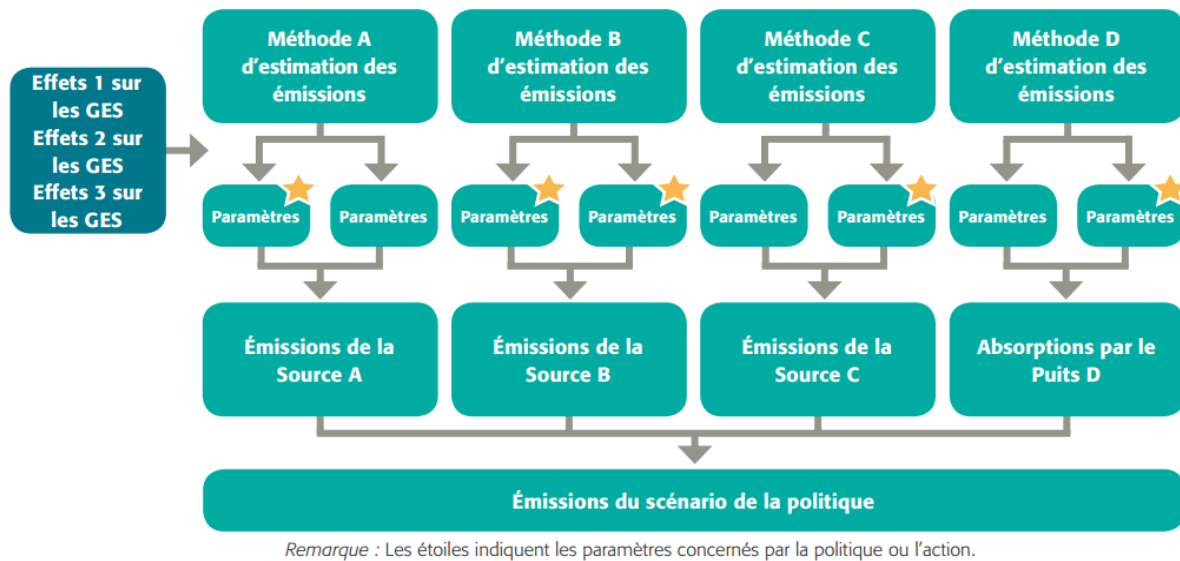 Effets 1 sur
les GES
Effets 2 sur
les GES
Effets 3 sur
les GES
Méthode A
d'estimation des
émissions
Méthode B
d'estimation des
émissions
Méthode C
d'estimation des
émissions
Méthode D
d'estimation des
émissions
Paramètres
Paramètres
Paramètres
Paramètres
Paramètres
Paramètres
Paramètres
Paramètres
Émissions de la
Source A
Émissions de la
Source B
Émissions de la
Source C
Absorptions par le
Puits D
Émissions du scénario de la politique
Remarque : Les étoiles indiquent les paramètres concernés par la politique ou l'action.